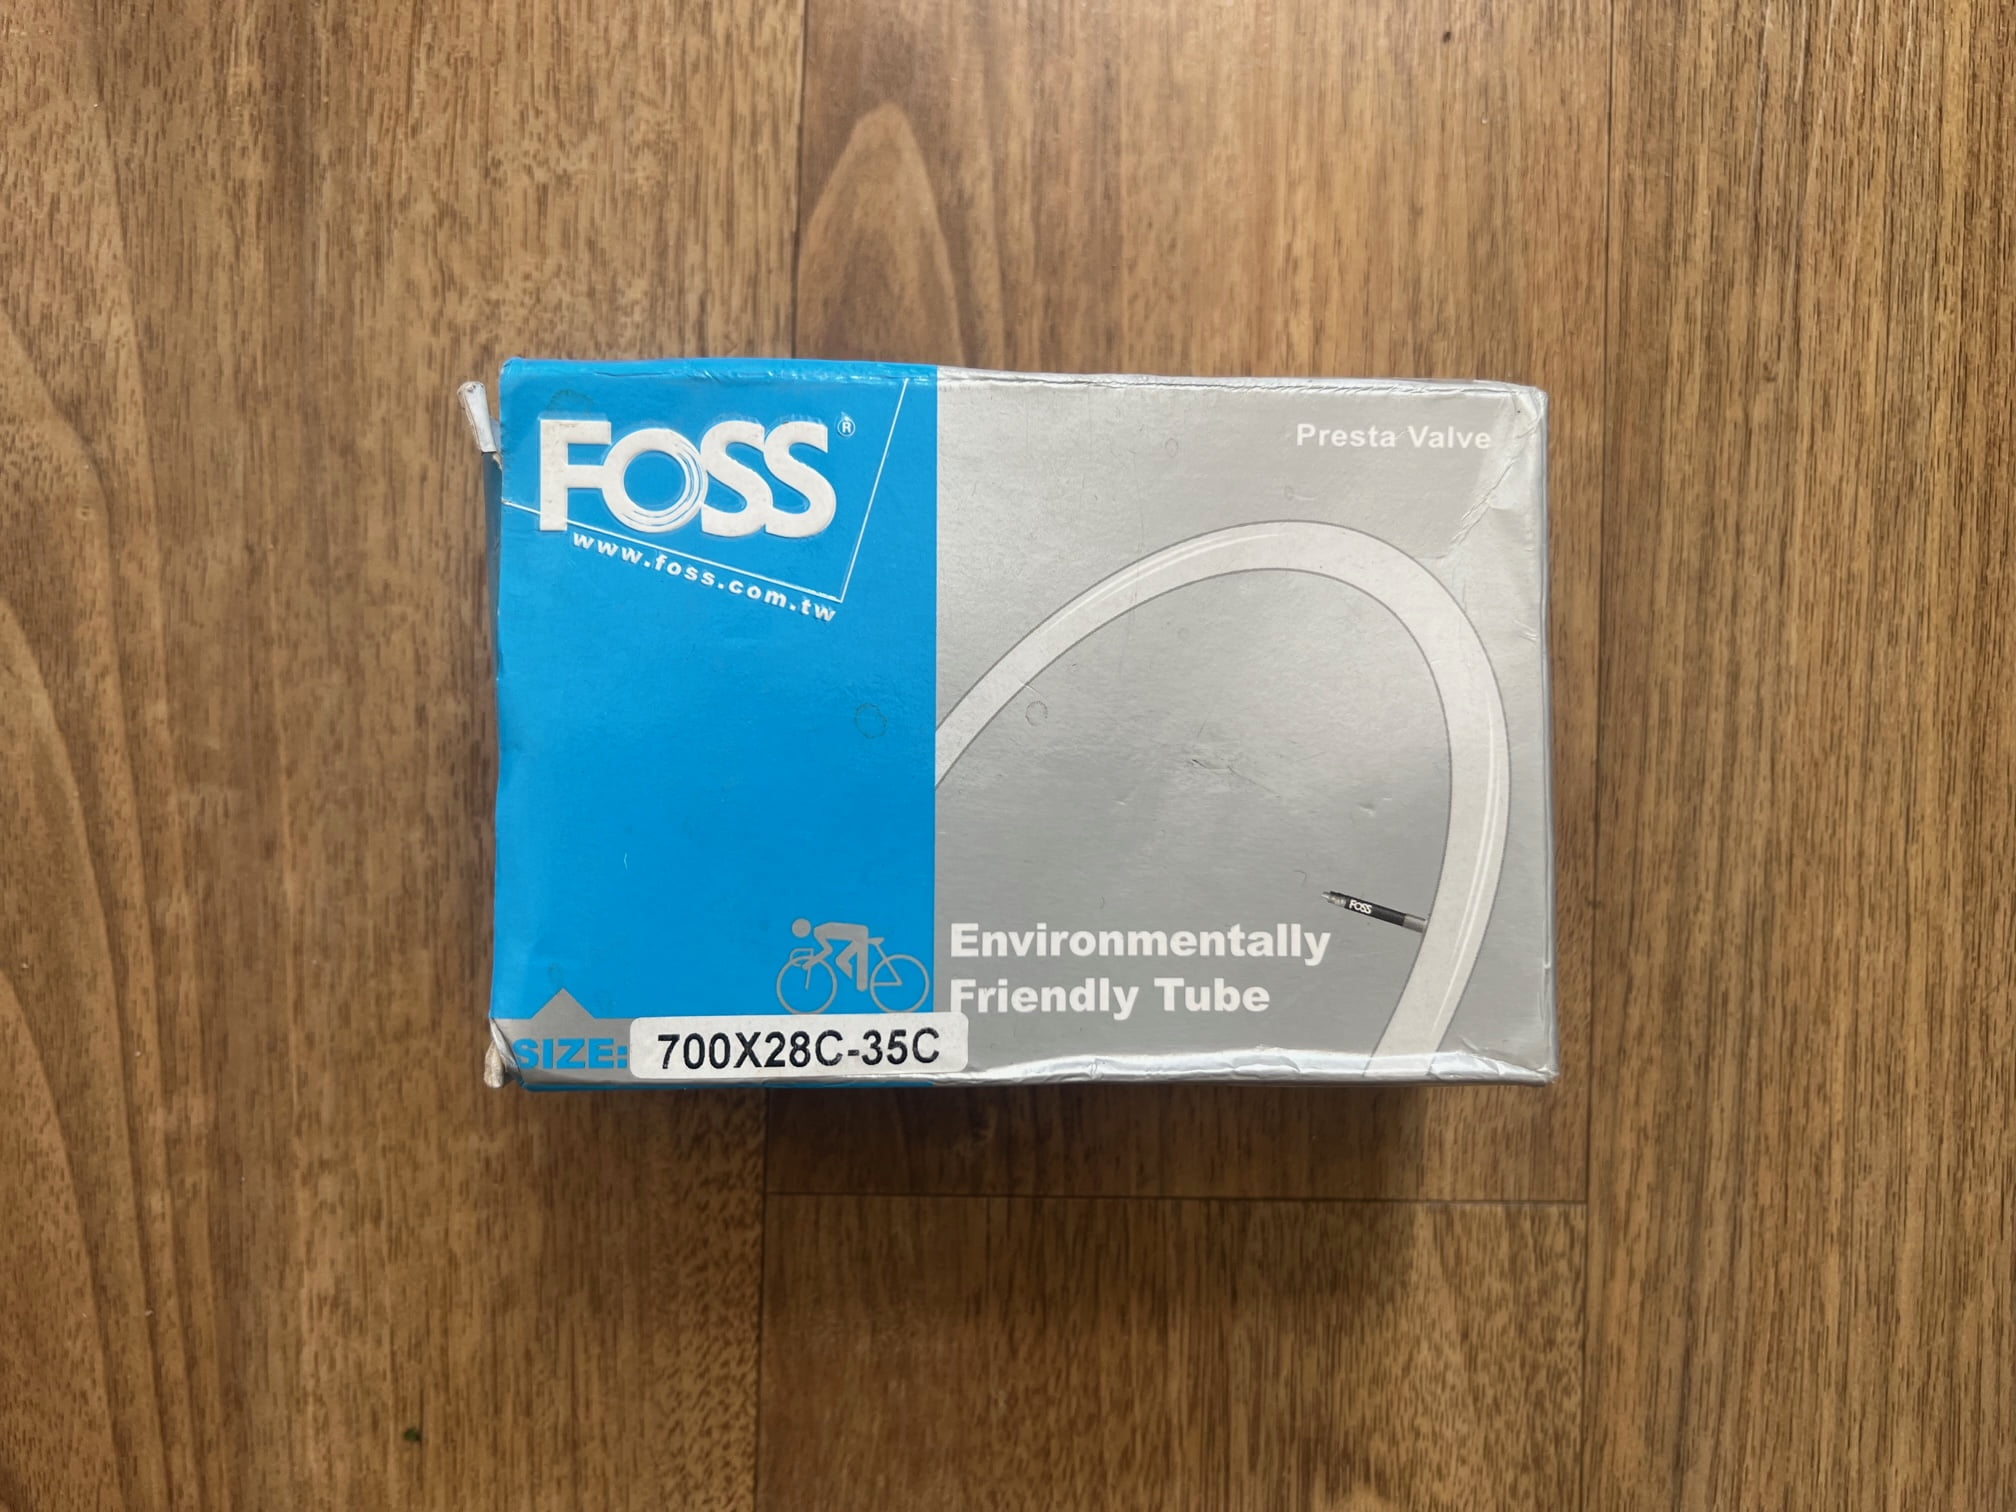 FOSS®
www.foss.com.tw
Presta Valve
FOSS
Environmentally
Friendly Tube
SIZE: 700X28C-35C